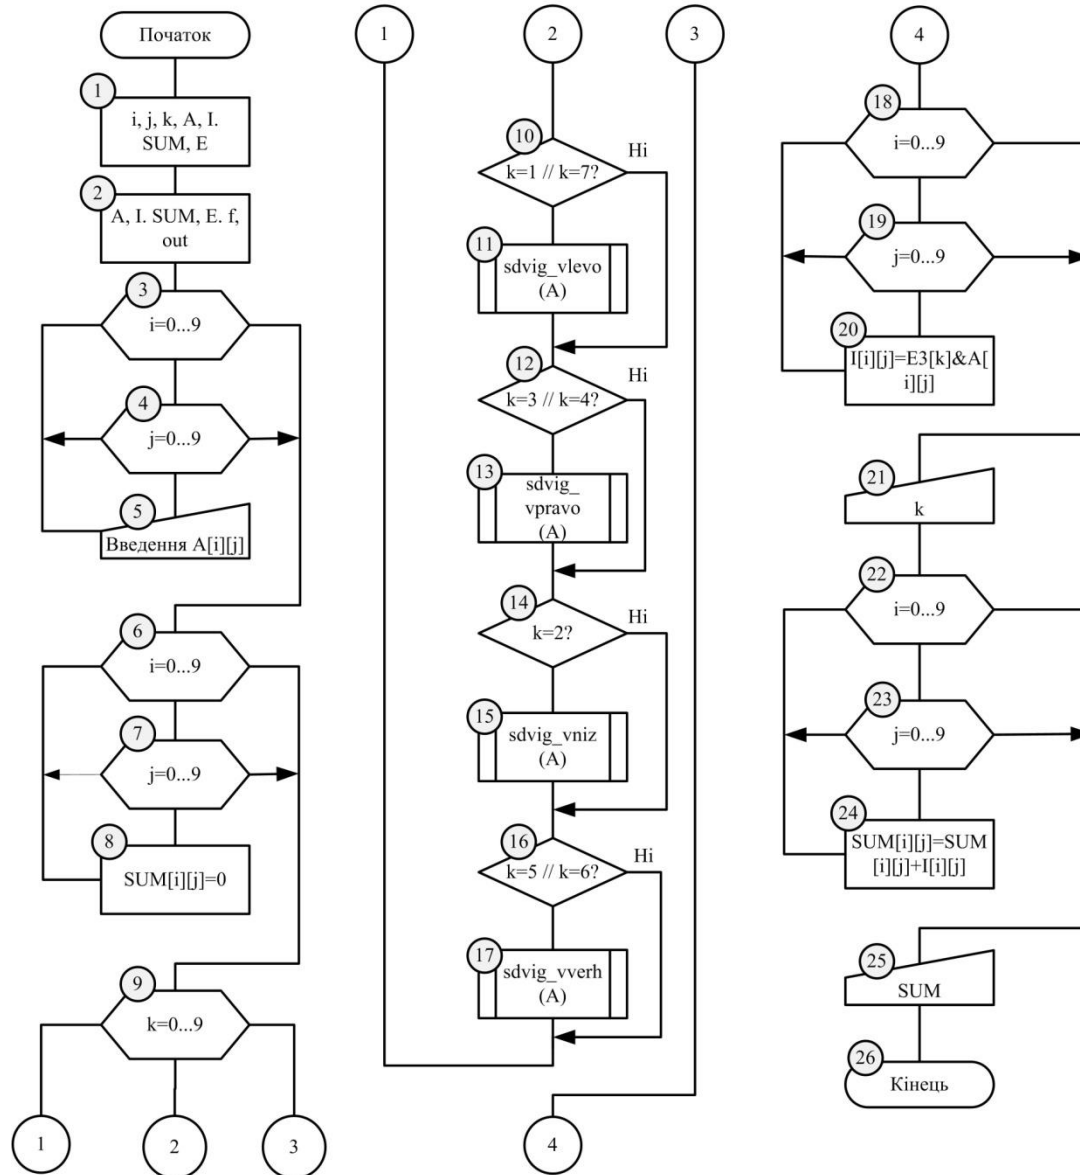 Початок
1
i, j, k, A, I.
SUM, E
2
A, I. SUM, E. f,
out
3
i=0...9
4
j=0...9
5
Введення A[i][j]
6
i=0...9
7
j=0...9
8
SUM[i][j]=0
9
k=0...9
1
2
3
1
2
3
10
k=1 // k=7?
Ні
11
sdvig_vlevo
(A)
12
k=3 // k=4?
Ні
13
sdvig_
vpravo
(A)
14
k=2?
Ні
15
sdvig_vniz
(A)
16
k=5 // k=6?
Ні
17
sdvig_vverh
(A)
4
4
18
i=0...9
19
j=0...9
20
I[i][j]=E3[k]&A[
i][j]
21
k
22
i=0...9
23
j=0...9
24
SUM[i][j]=SUM
[i][j]+I[i][j]
25
SUM
26
Кінець